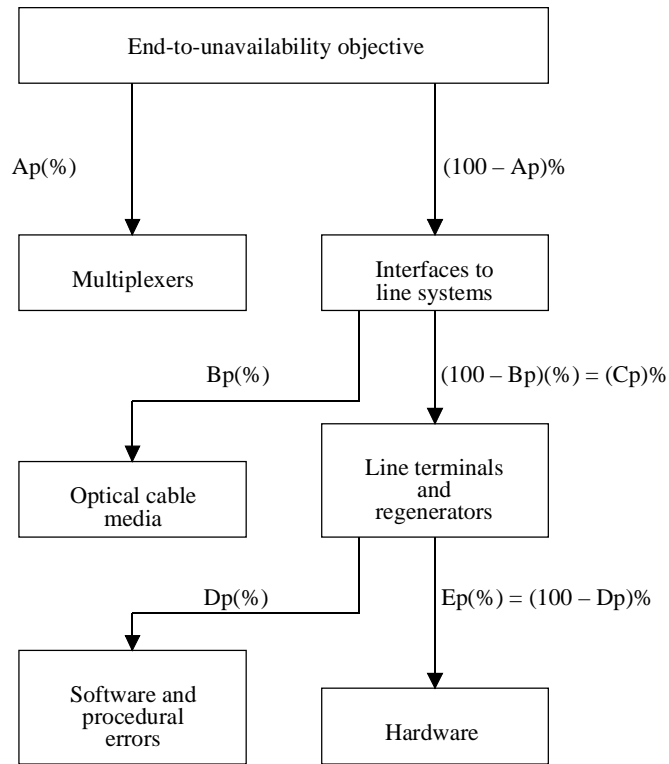 End-to-unavailability objective
Ap(%)
(100 – Ap)%
Multiplexers
Interfaces to
line systems
Bp(%)
(100 – Bp)(%) = (Cp)%
Optical cable
media
Line terminals
and
regenerators
Dp(%)
Ep(%) = (100 – Dp)%
Software and
procedural
errors
Hardware